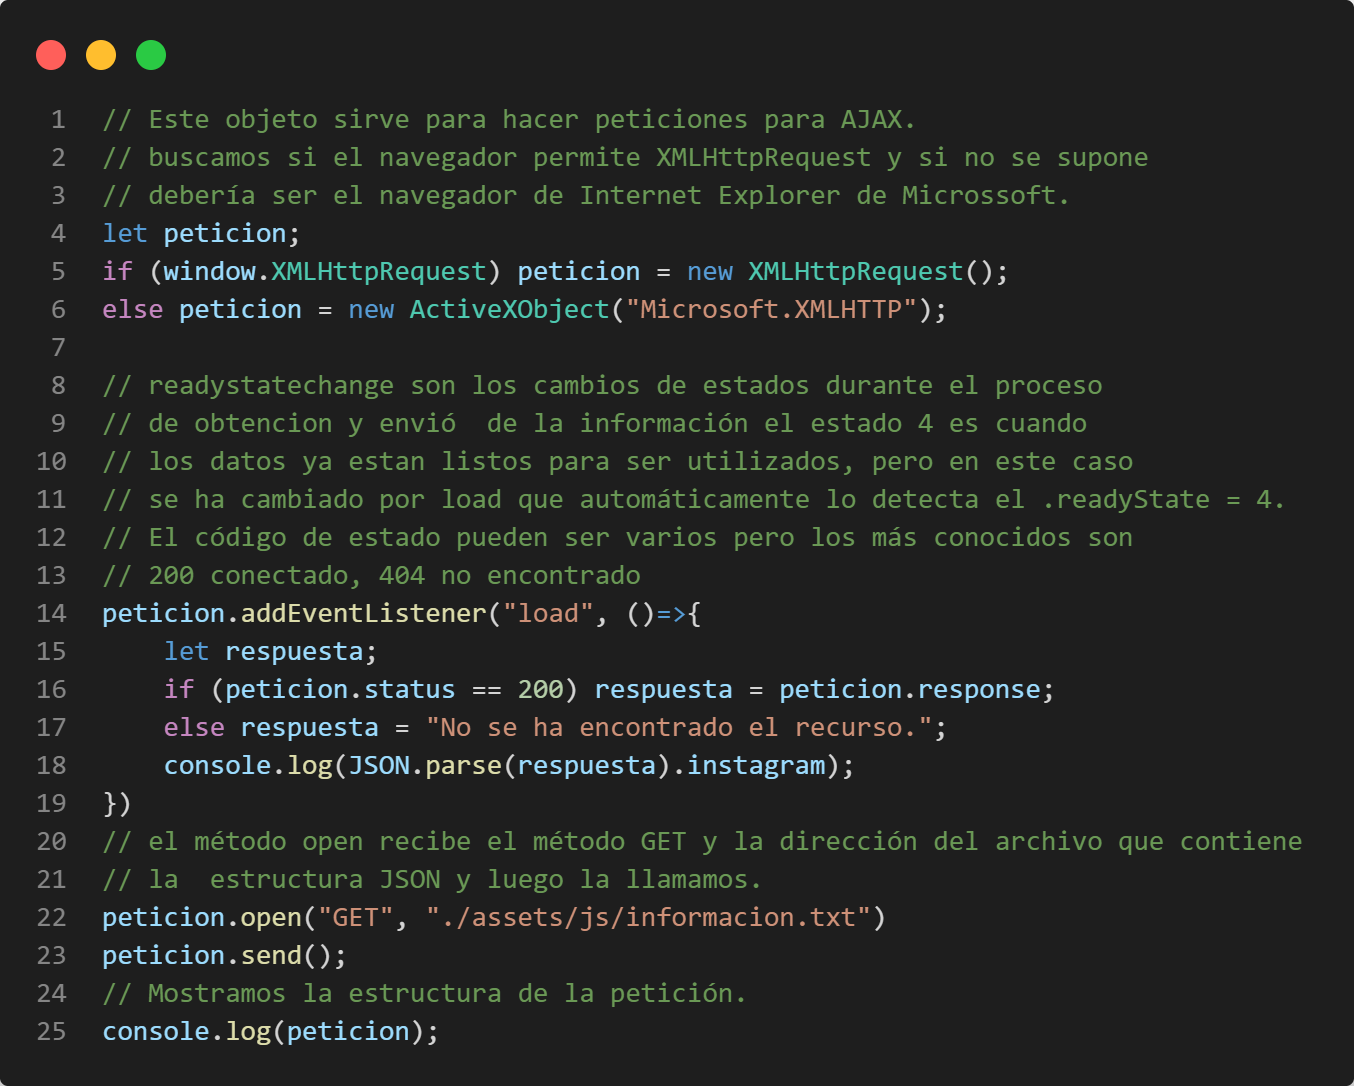 1 // Este objeto sirve para hacer peticiones para AJAX.
2 // buscamos si el navegador permite XMLHttpRequest y si no se supone
3 // debería ser el navegador de Internet Explorer de Microssoft.
4 let peticion;
5 if (window.XMLHttpRequest) peticion = new XMLHttpRequest();
6 else peticion = new ActiveXObject("Microsoft.XMLHTTP");
7
8 // readystatechange son los cambios de estados durante el proceso
9 // de obtencion y envió  de la información el estado 4 es cuando
10 // los datos ya estan listos para ser utilizados, pero en este caso
11 // se ha cambiado por load que automáticamente lo detecta el .readyState = 4.
12 // El código de estado pueden ser varios pero los más conocidos son
13 // 200 conectado, 404 no encontrado
14 peticion.addEventListener("load", ()=>{
15     let respuesta;
16     if (peticion.status == 200) respuesta = peticion.response;
17     else respuesta = "No se ha encontrado el recurso.";
18     console.log(JSON.parse(respuesta).instagram);
19 })
20 // el método open recibe el método GET y la dirección del archivo que contiene
21 // la  estructura JSON y luego la llamamos.
22 peticion.open("GET", "./assets/js/informacion.txt")
23 peticion.send();
24 // Mostramos la estructura de la petición.
25 console.log(peticion);